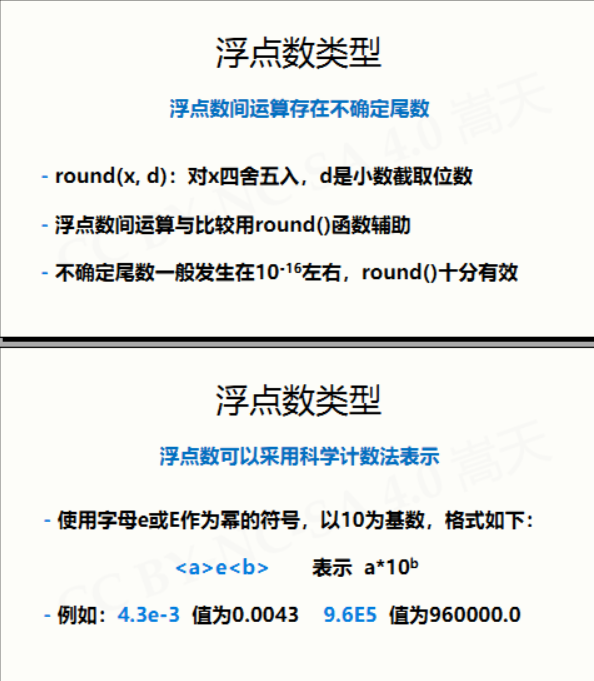 浮点数类型
浮点数间运算存在不确定尾数
- round(x, d)：对x四舍五入，d是小数截取位数
- 浮点数间运算与比较用round()函数辅助
- 不确定尾数一般发生在10-16左右，round()十分有效
CC BY-NC-SA 4.0 嵩天
浮点数类型
浮点数可以采用科学计数法表示
- 使用字母e或E作为幂的符号，以10为基数，格式如下：
<a>e<b> 表示 a*10b
- 例如：4.3e-3 值为0.0043 9.6E5 值为960000.0
CC BY-NC-SA 4.0 嵩天